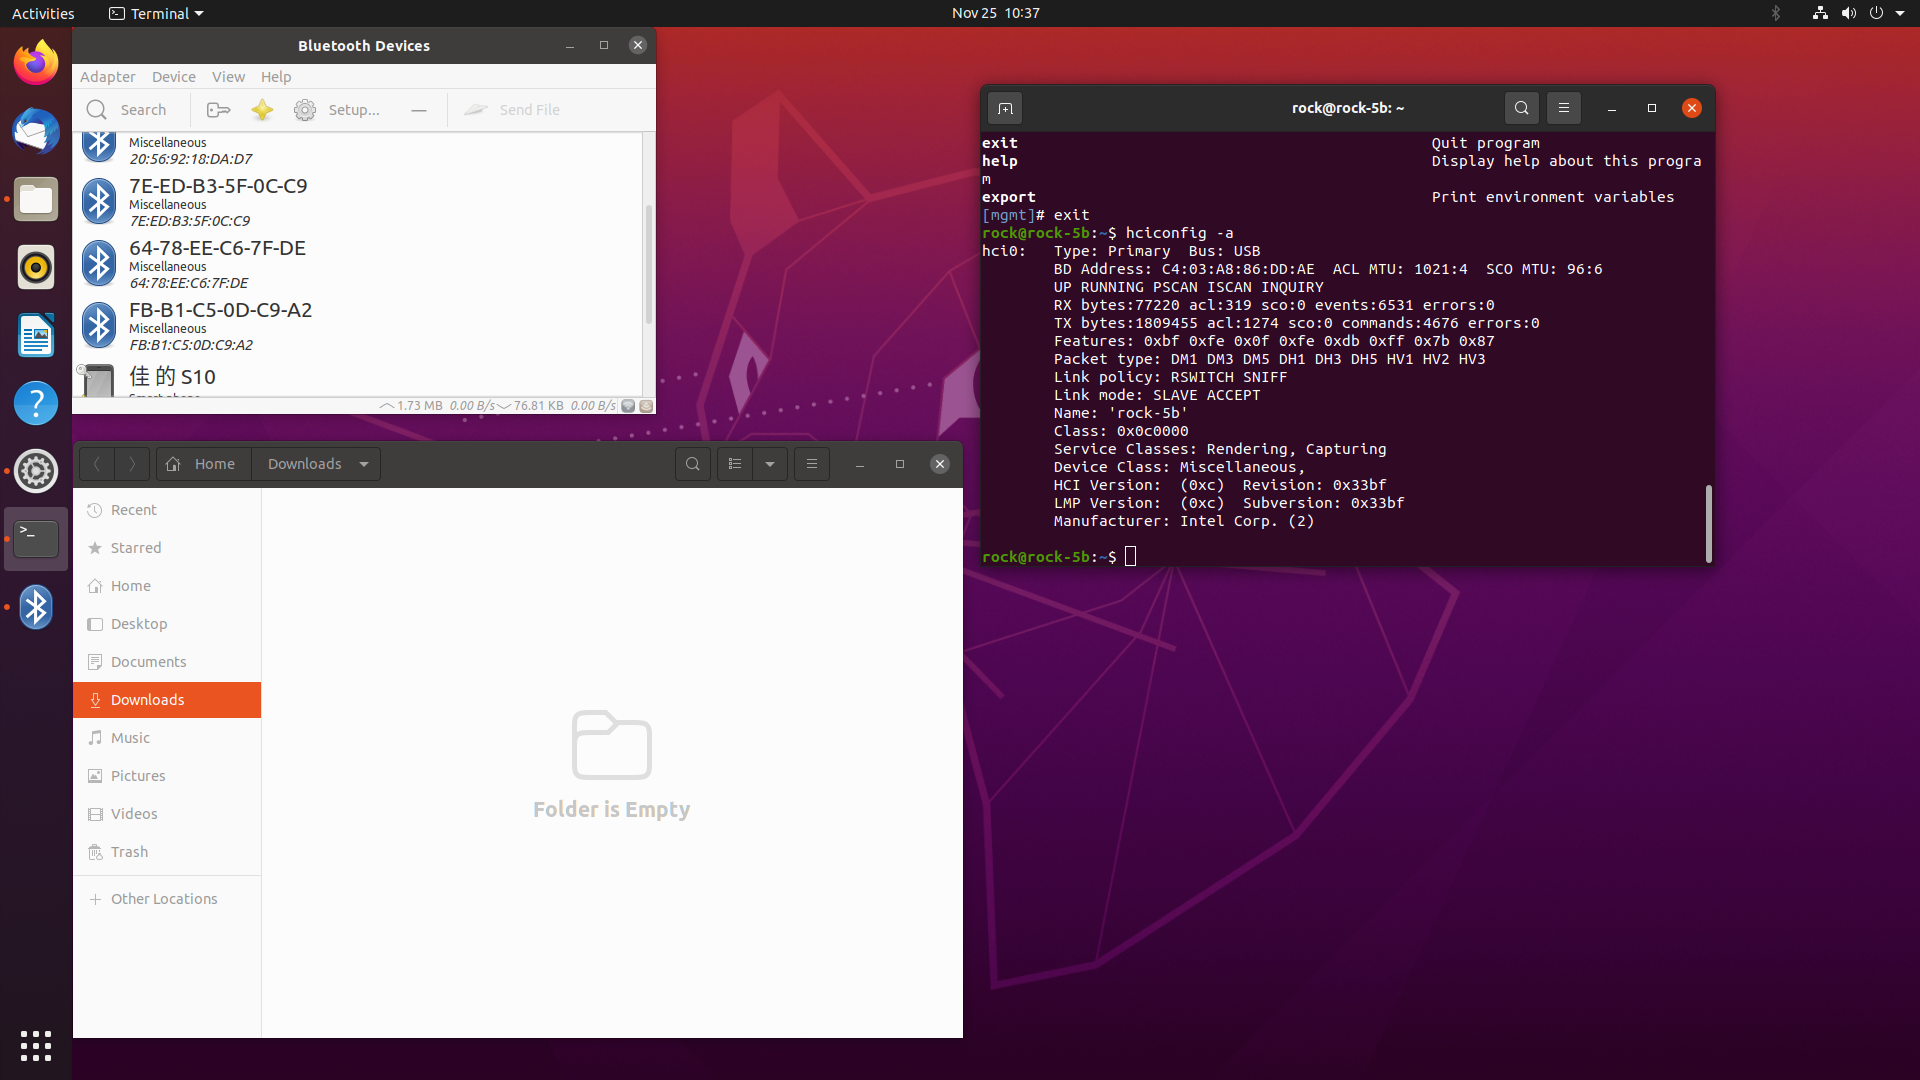 Activities
Terminal
Nov 25 10:37
Bluetooth Devices
Adapter Device View Help
Search
Setup...
Send File
Miscellaneous
20:56:92:18:DA:D7
7E-ED-B3-5F-0C-C9
Miscellaneous
7E:ED:B3:5F:0C:C9
64-78-EE-C6-7F-DE
Miscellaneous
64:78:EE:C6:7F:DE
FB-B1-C5-0D-C9-A2
Miscellaneous
FB:B1:C5:0D:C9:A2
佳 的 S10
1.73 MB 0.00 B/s 76.81 KB 0.00 B/s
Home
Downloads
Recent
Starred
Home
Desktop
Documents
Downloads
Music
Pictures
Videos
Trash
Other Locations
Folder is Empty
rock@rock-5b: ~
exit Quit program
help Display help about this progra
m
export Print environment variables
[mgmt]# exit
rock@rock-5b:~$ hciconfig -a
hci0: Type: Primary Bus: USB
BD Address: C4:03:A8:86:DD:AE ACL MTU: 1021:4 SCO MTU: 96:6
UP RUNNING PSCAN ISCAN INQUIRY
RX bytes:77220 acl:319 sco:0 events:6531 errors:0
TX bytes:1809455 acl:1274 sco:0 commands:4676 errors:0
Features: 0xbf 0xfe 0x0f 0xfe 0xdb 0xff 0x7b 0x87
Packet type: DM1 DM3 DM5 DH1 DH3 DH5 HV1 HV2 HV3
Link policy: RSWITCH SNIFF
Link mode: SLAVE ACCEPT
Name: 'rock-5b'
Class: 0x0c0000
Service Classes: Rendering, Capturing
Device Class: Miscellaneous,
HCI Version: (0xc) Revision: 0x33bf
LMP Version: (0xc) Subversion: 0x33bf
Manufacturer: Intel Corp. (2)
rock@rock-5b:~$